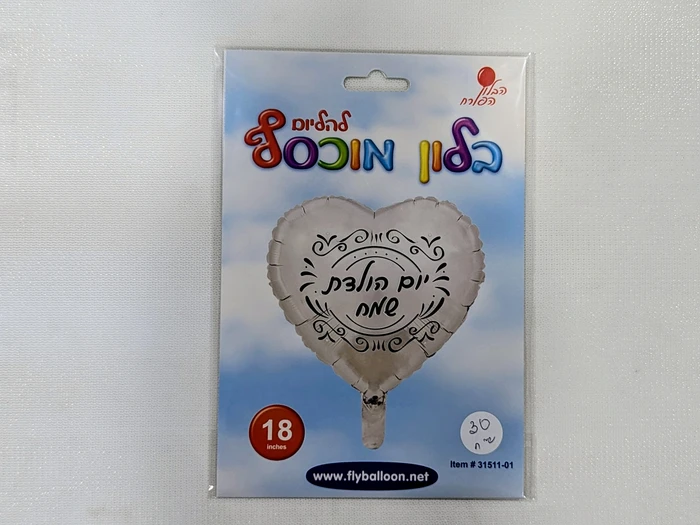 הבלון
הפורח
להליום
בלון מוכסף
יום הולדת
שמח
18
inches
30
ש"ח
Item # 31511-01
www.flyballoon.net